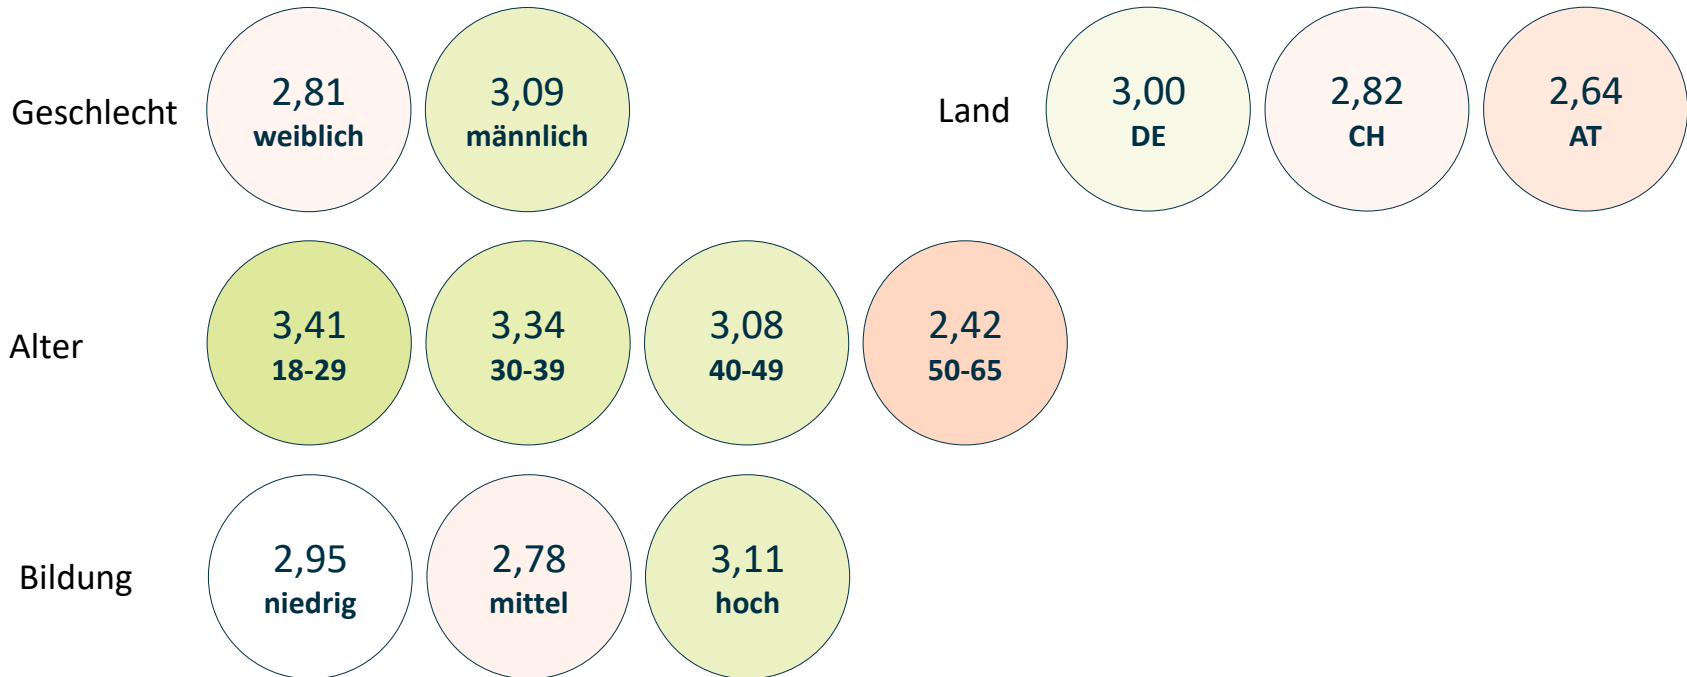 Geschlecht
2,81
weiblich
3,09
männlich
Land
3,00
DE
2,82
CH
2,64
AT
Alter
3,41
18-29
3,34
30-39
3,08
40-49
2,42
50-65
Bildung
2,95
niedrig
2,78
mittel
3,11
hoch